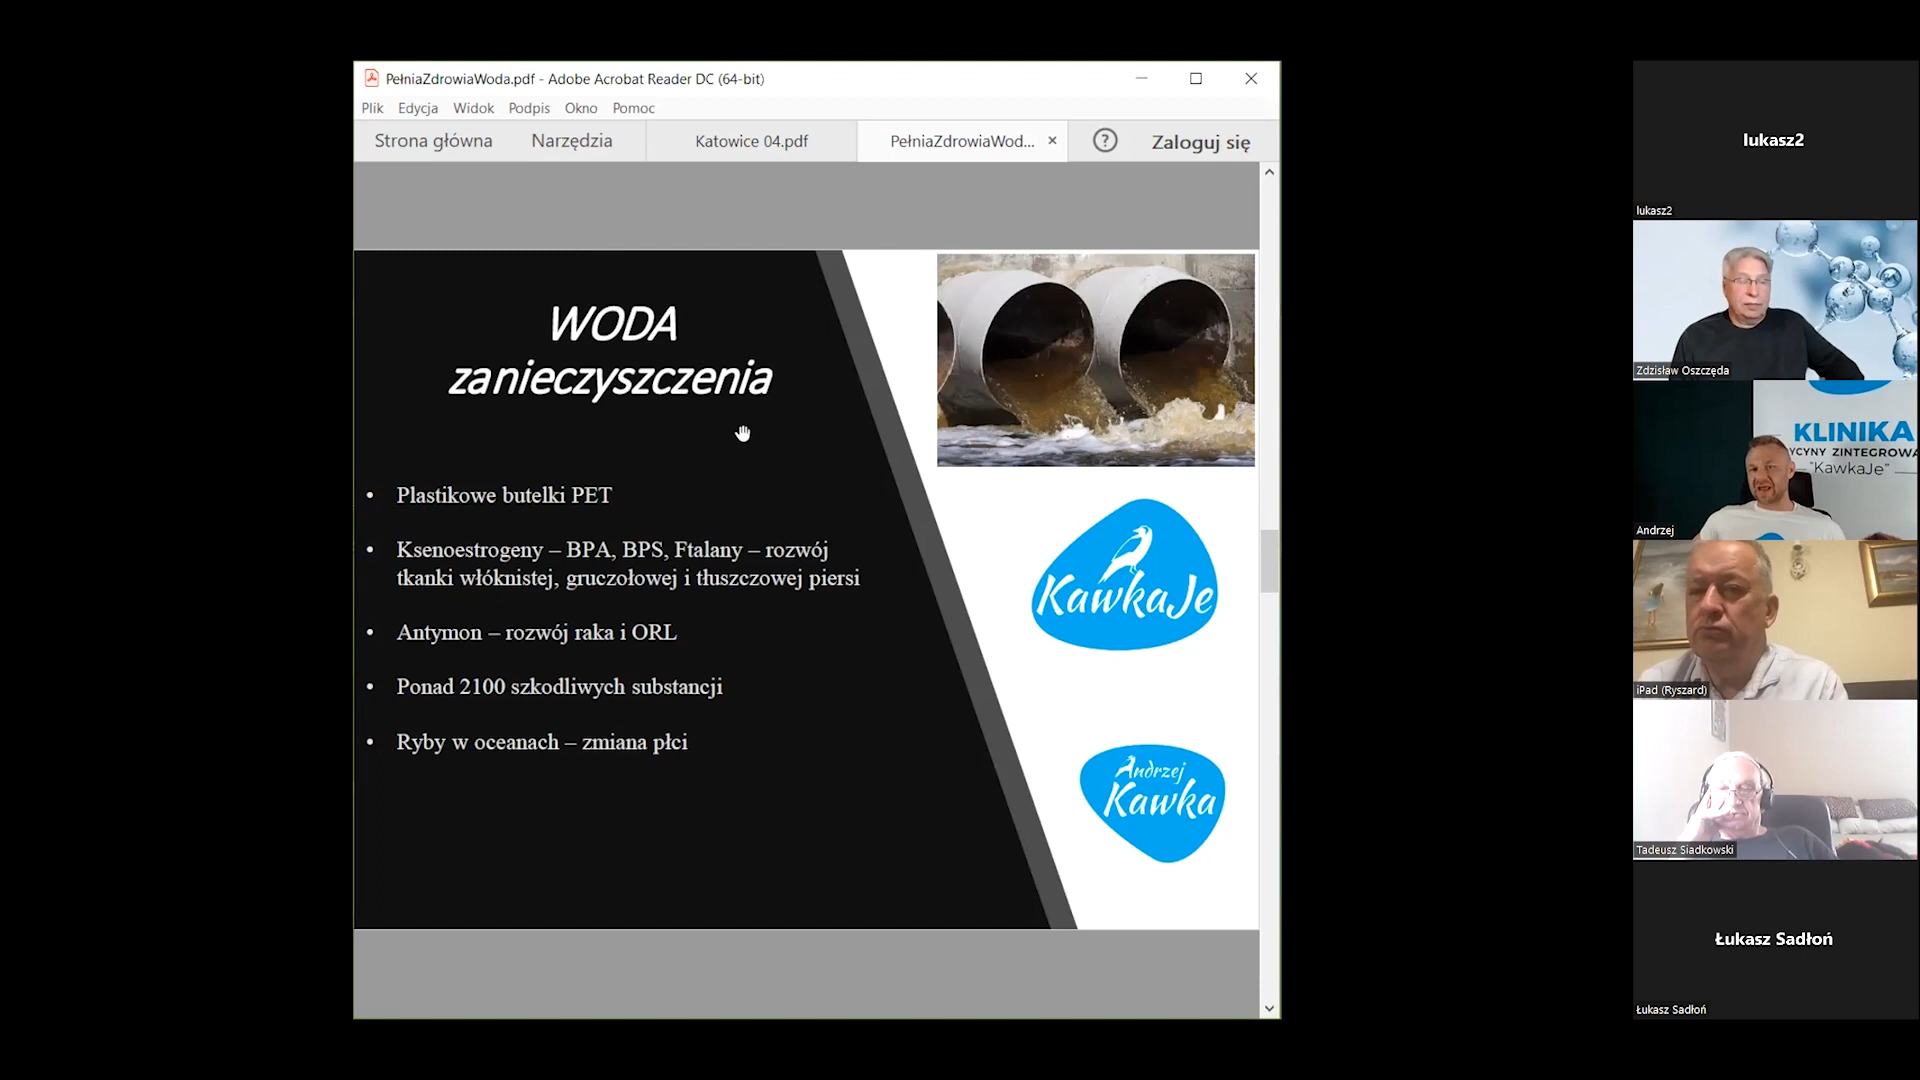 PełniaZdrowiaWoda.pdf - Adobe Acrobat Reader DC (64-bit)
Plik Edycja Widok Podpis Okno Pomoc
Strona główna Narzędzia Katowice 04.pdf PełniaZdrowiaWod... × ? Zaloguj się
WODA
zanieczyszczenia
• Plastikowe butelki PET
• Ksenoestrogeny – BPA, BPS, Ftalany – rozwój
tkanki włóknistej, gruczołowej i tłuszczowej piersi
• Antymon – rozwój raka i ORL
• Ponad 2100 szkodliwych substancji
• Ryby w oceanach – zmiana płci
KawkaJe
Andrzej
Kawka
lukasz2
lukasz2
Zdzisław Oszczęda
KLINIKA
YCYNY ZINTEGROWA
"KawkaJe"
Andrzej
iPad (Ryszard)
Tadeusz Siadkowski
Łukasz Sadłoń
Łukasz Sadłoń